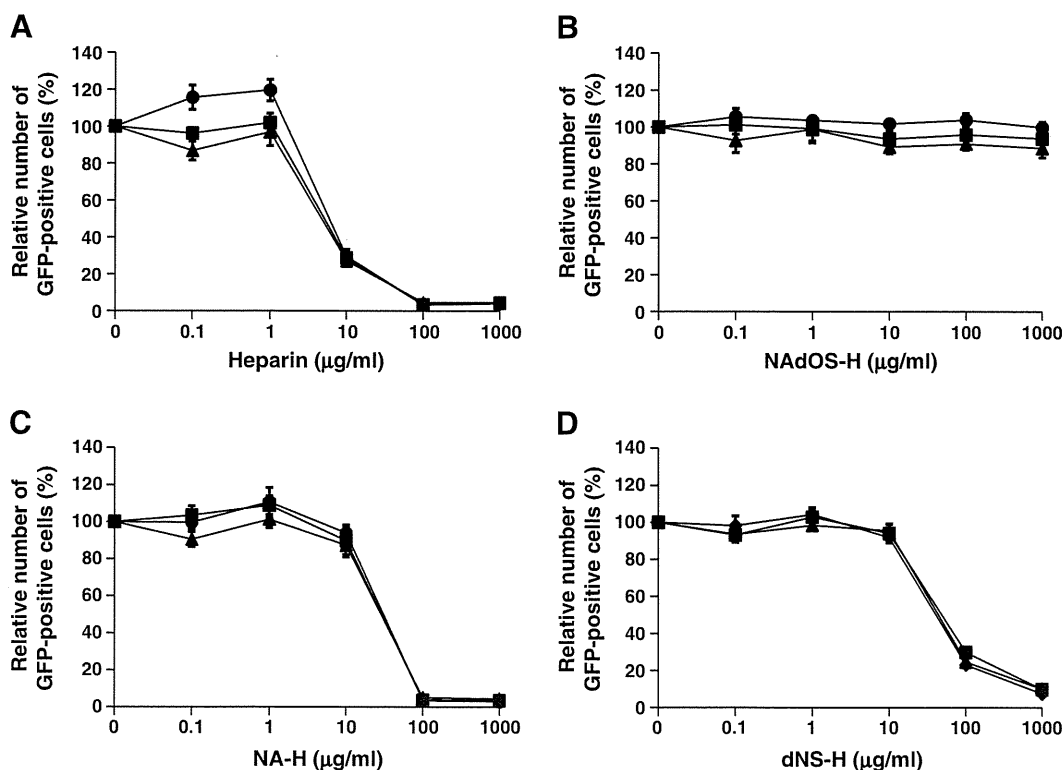 A
Relative number of
GFP-positive cells (%)
140
120
100
80
60
40
20
0
0 0.1 1 10 100 1000
Heparin (μg/ml)
B
Relative number of
GFP-positive cells (%)
140
120
100
80
60
40
20
0
0 0.1 1 10 100 1000
NAdOS-H (μg/ml)
C
Relative number of
GFP-positive cells (%)
140
120
100
80
60
40
20
0
0 0.1 1 10 100 1000
NA-H (μg/ml)
D
Relative number of
GFP-positive cells (%)
140
120
100
80
60
40
20
0
0 0.1 1 10 100 1000
dNS-H (μg/ml)